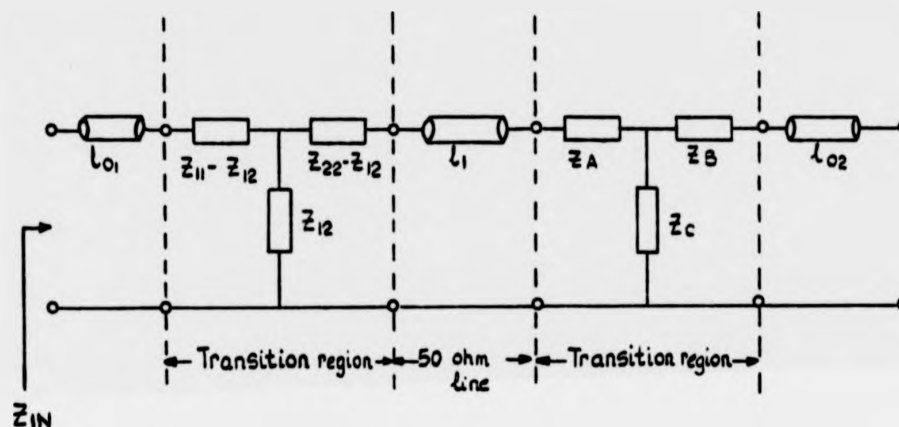 l01
Z11 - Z12
Z22-Z12
l1
ZA
ZB
l02
Z12
ZC
Transition region
50 ohm
line
Transition region
ZIN